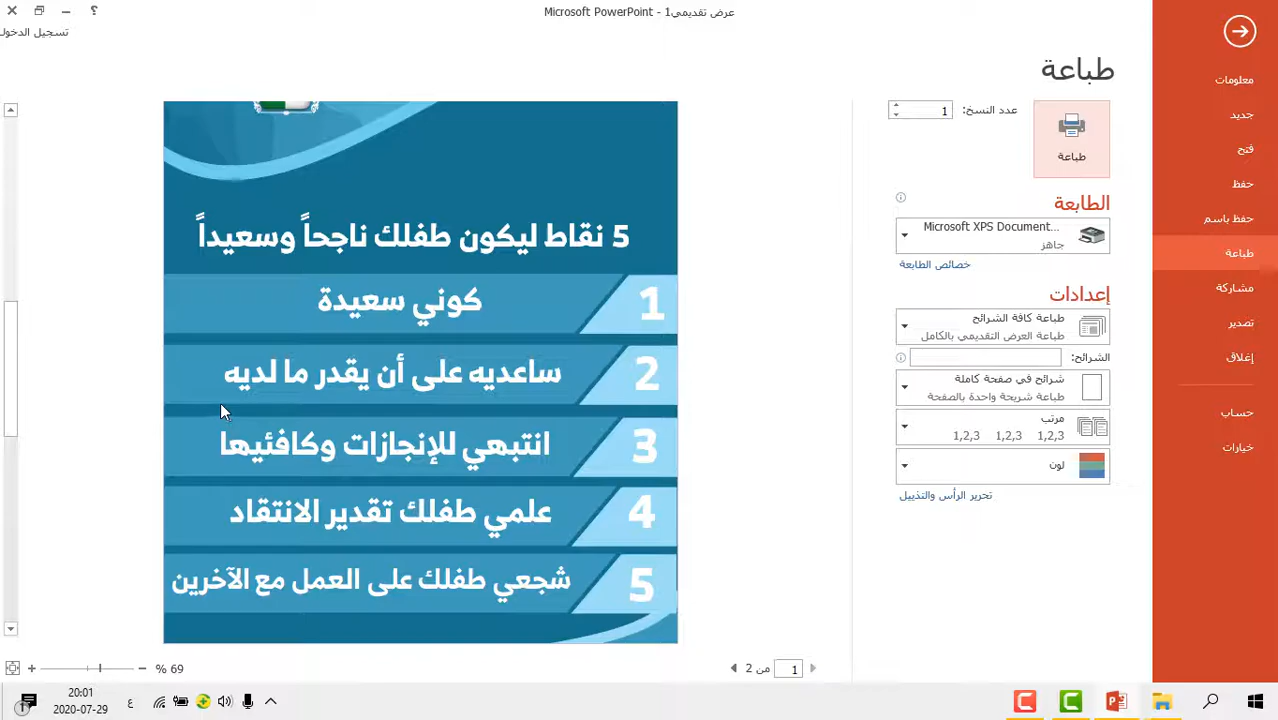 عرض تقديمي1 - Microsoft PowerPoint
?
تسجيل الدخول
معلومات
جديد
فتح
حفظ
حفظ باسم
طباعة
مشاركة
تصدير
إغلاق
حساب
خيارات
طباعة
طباعة
عدد النسخ: 1
الطابعة
Microsoft XPS Document...
جاهز
خصائص الطابعة
إعدادات
طباعة كافة الشرائح
طباعة العرض التقديمي بالكامل
الشرائح:
شرائح في صفحة كاملة
طباعة شريحة واحدة بالصفحة
مرتب
1,2,3 1,2,3 1,2,3
لون
تحرير الرأس والتذييل
5 نقاط ليكون طفلك ناجحاً وسعيداً
1 كوني سعيدة
2 ساعديه على أن يقدر ما لديه
3 انتبهي للإنجازات وكافئيها
4 علمي طفلك تقدير الانتقاد
5 شجعي طفلك على العمل مع الآخرين
1 من 2
69 %
ع
20:01
2020-07-29
1